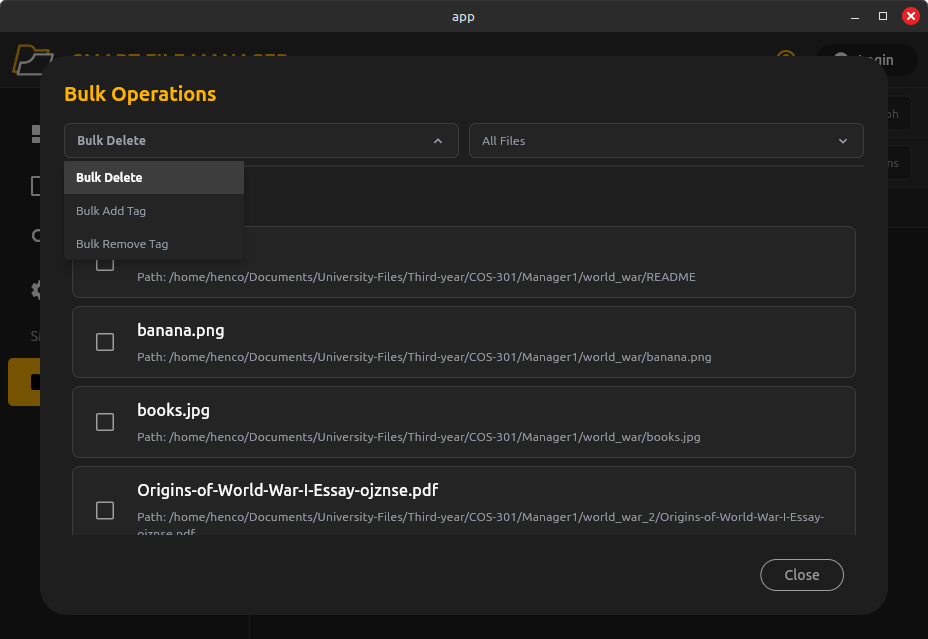 app
Login
Bulk Operations
Bulk Delete
All Files
Bulk Delete
Bulk Add Tag
Bulk Remove Tag
Path: /home/henco/Documents/University-Files/Third-year/COS-301/Manager1/world_war/README
banana.png
Path: /home/henco/Documents/University-Files/Third-year/COS-301/Manager1/world_war/banana.png
books.jpg
Path: /home/henco/Documents/University-Files/Third-year/COS-301/Manager1/world_war/books.jpg
Origins-of-World-War-I-Essay-ojznse.pdf
Path: /home/henco/Documents/University-Files/Third-year/COS-301/Manager1/world_war_2/Origins-of-World-War-I-Essay-
ojznse.pdf
Close